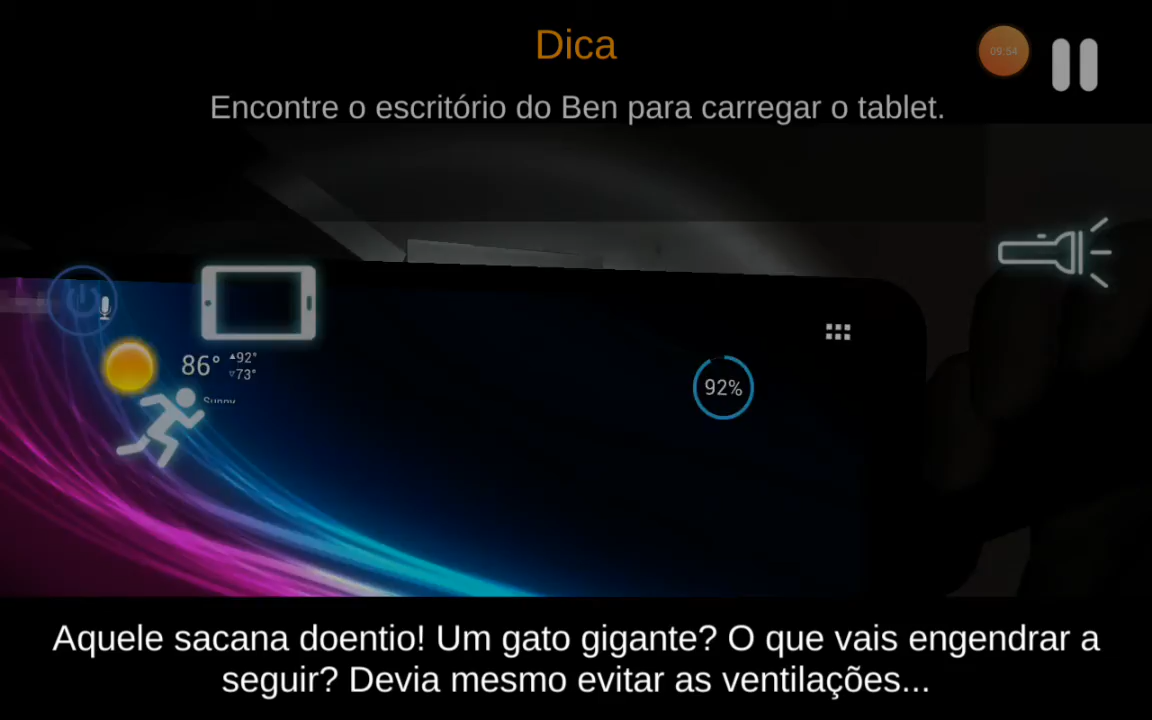 Dica
09:54
Encontre o escritório do Ben para carregar o tablet.
86° ▲92°
▽73°
Sunny
92%
Aquele sacana doentio! Um gato gigante? O que vais engendrar a
seguir? Devia mesmo evitar as ventilações...